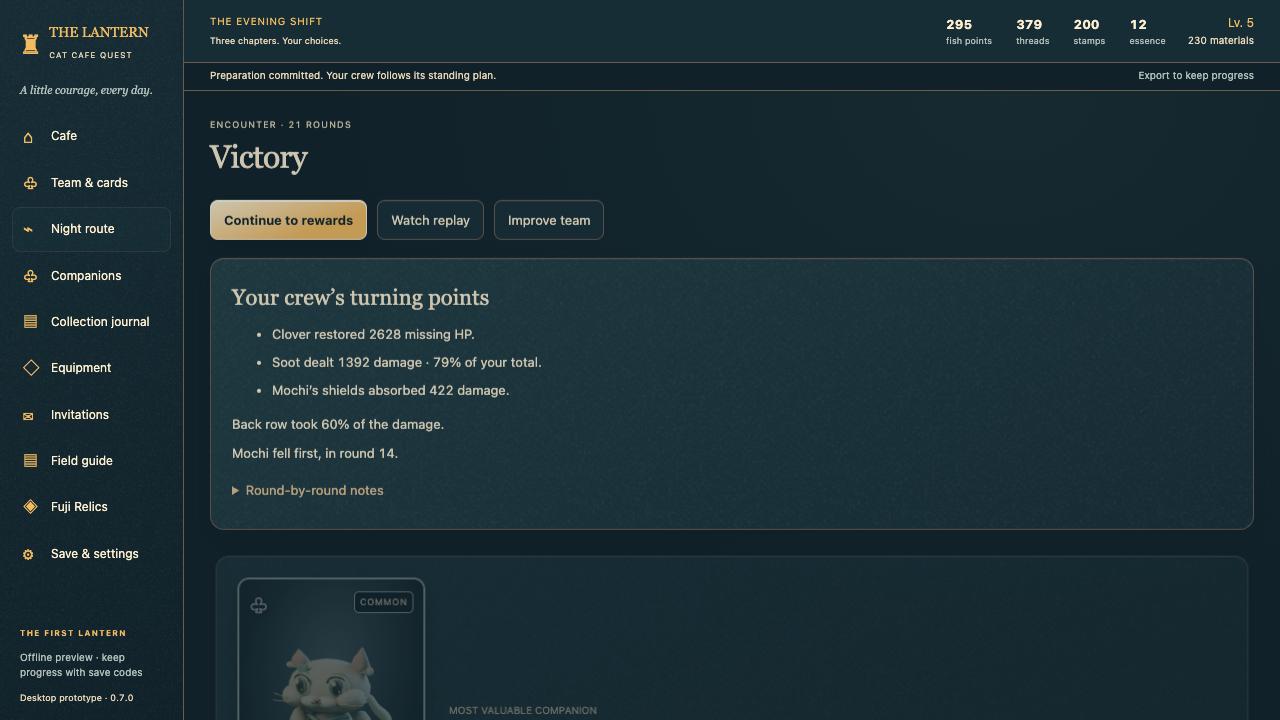 THE LANTERN
CAT CAFE QUEST
A little courage, every day.
Cafe
Team & cards
Night route
Companions
Collection journal
Equipment
Invitations
Field guide
Fuji Relics
Save & settings
THE FIRST LANTERN
Offline preview · keep
progress with save codes
Desktop prototype · 0.7.0
THE EVENING SHIFT
Three chapters. Your choices.
295
fish points
379
threads
200
stamps
12
essence
Lv. 5
230 materials
Preparation committed. Your crew follows its standing plan.
Export to keep progress
ENCOUNTER · 21 ROUNDS
Victory
Continue to rewards
Watch replay
Improve team
Your crew’s turning points
• Clover restored 2628 missing HP.
• Soot dealt 1392 damage · 79% of your total.
• Mochi’s shields absorbed 422 damage.
Back row took 60% of the damage.
Mochi fell first, in round 14.
Round-by-round notes
COMMON
MOST VALUABLE COMPANION